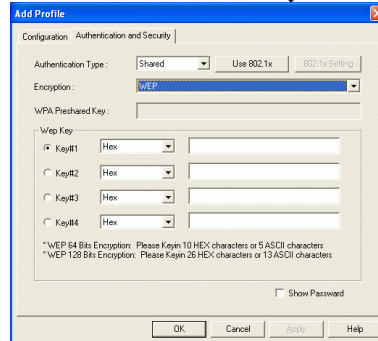 Add Profile
Configuration Authentication and Security
Authentication Type : Shared Use 802.1x 802.1x Setting
Encryption : WEP
WPA Preshared Key :
Wep Key
Key#1 Hex
Key#2 Hex
Key#3 Hex
Key#4 Hex
* WEP 64 Bits Encryption: Please Keyin 10 HEX characters or 5 ASCII characters
* WEP 128 Bits Encryption: Please Keyin 26 HEX characters or 13 ASCII characters
Show Password
OK Cancel Apply Help